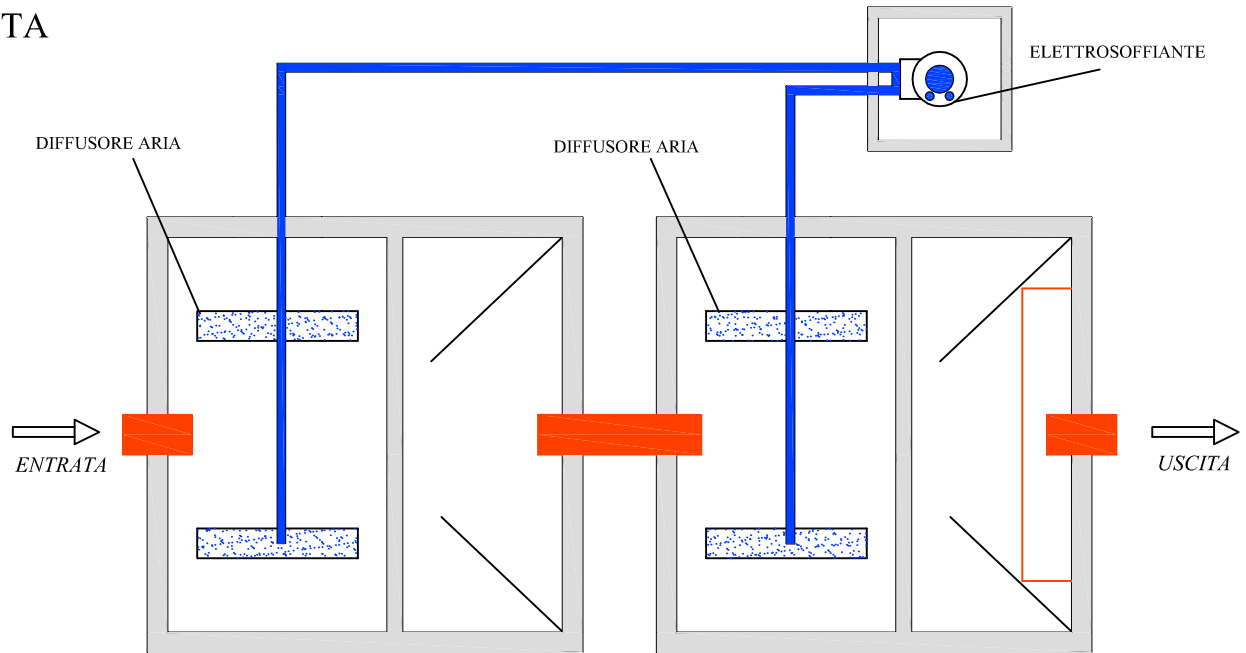 TA
ELETTROSOFFIANTE
DIFFUSORE ARIA
DIFFUSORE ARIA
ENTRATA
USCITA